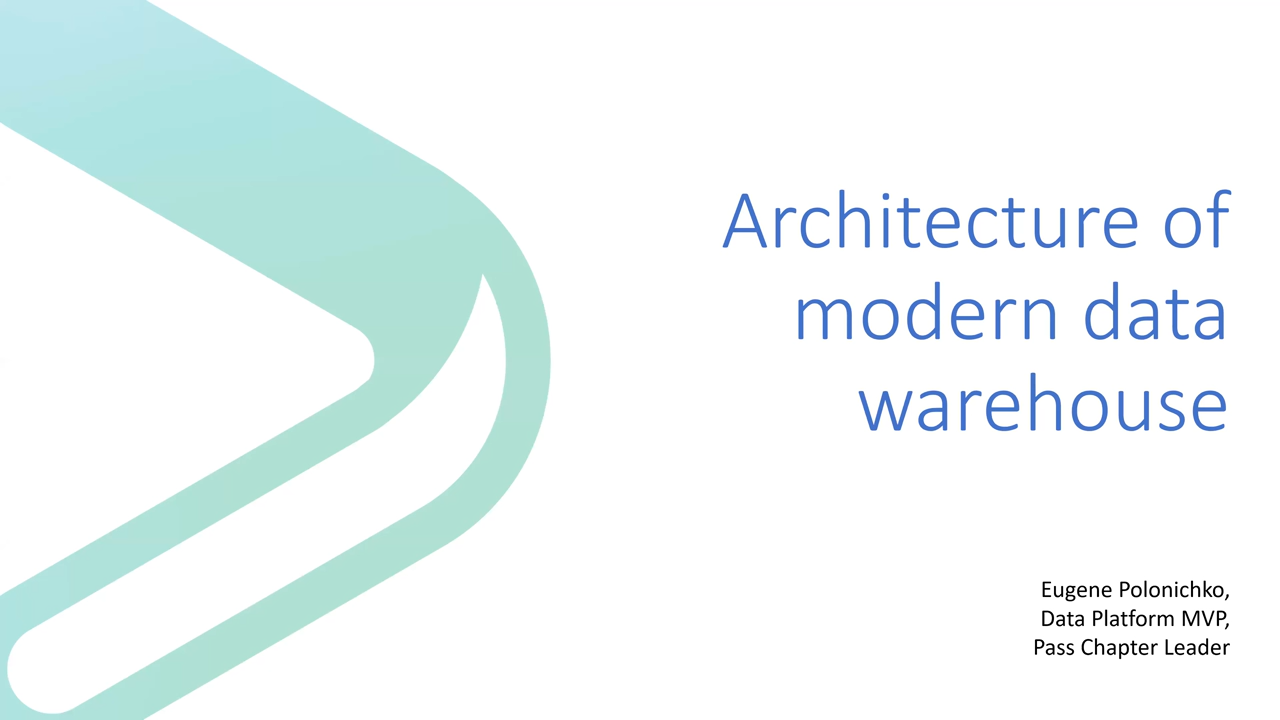 Architecture of
modern data
warehouse
Eugene Polonichko,
Data Platform MVP,
Pass Chapter Leader